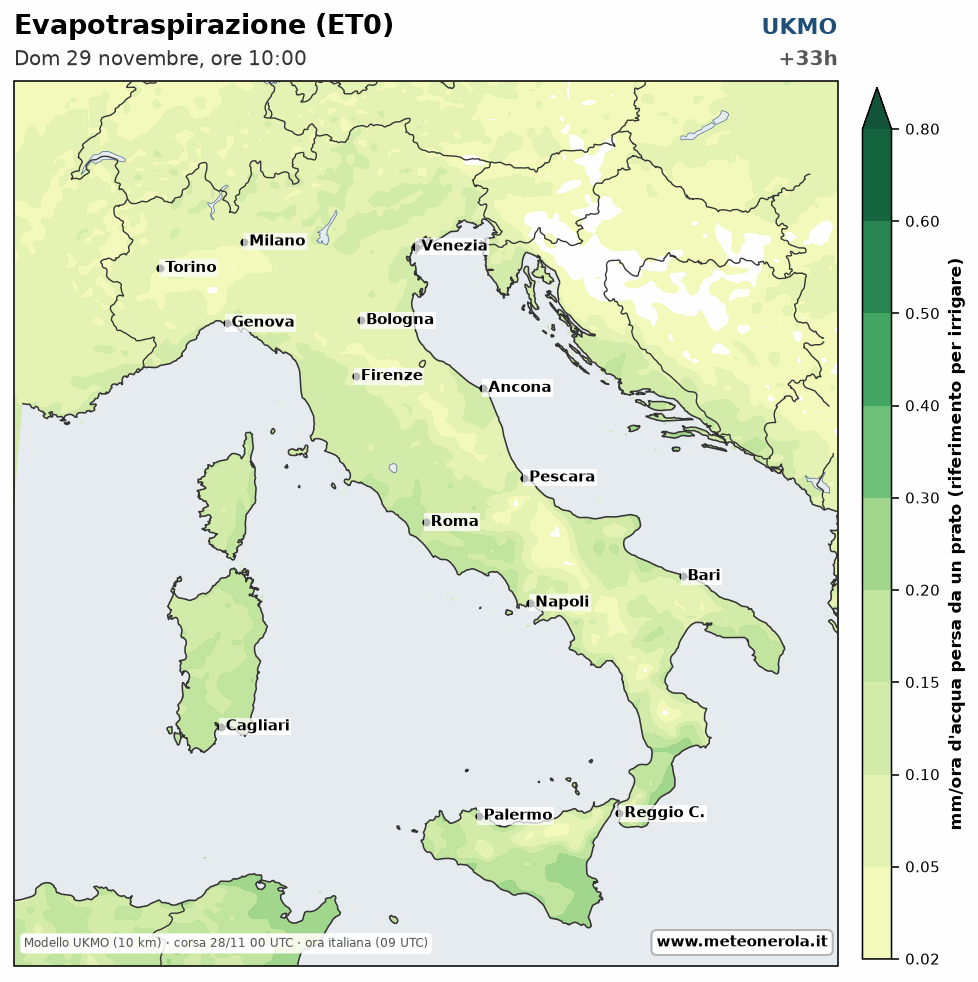 Evapotraspirazione (ET0)
UKMO
Dom 29 novembre, ore 10:00
+33h
Milano
Venezia
Torino
Genova
Bologna
Firenze
Ancona
Pescara
Roma
Bari
Napoli
Cagliari
Palermo
Reggio C.
0.80
0.60
0.50
0.40
0.30
0.20
0.15
0.10
0.05
0.02
mm/ora d'acqua persa da un prato (riferimento per irrigare)
Modello UKMO (10 km) · corsa 28/11 00 UTC · ora italiana (09 UTC)
www.meteonerola.it